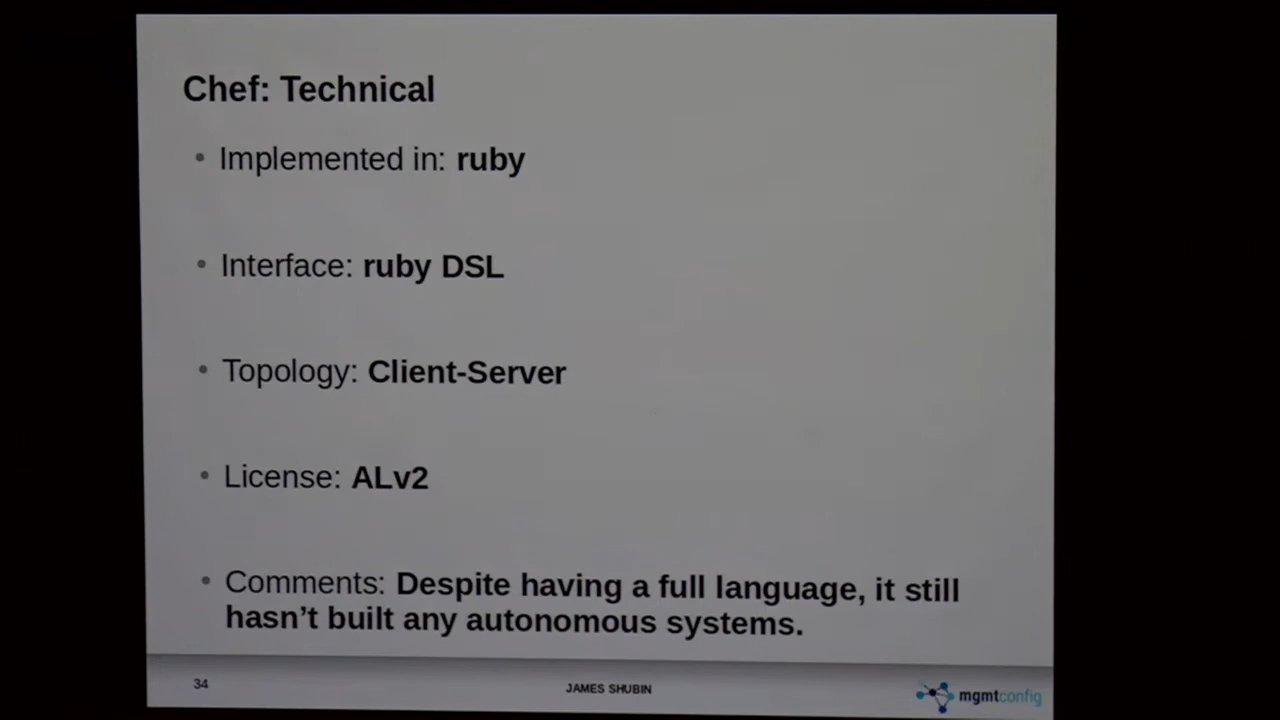 Chef: Technical
• Implemented in: ruby
• Interface: ruby DSL
• Topology: Client-Server
• License: ALv2
• Comments: Despite having a full language, it still
hasn’t built any autonomous systems.
34
JAMES SHUBIN
mgmtconfig